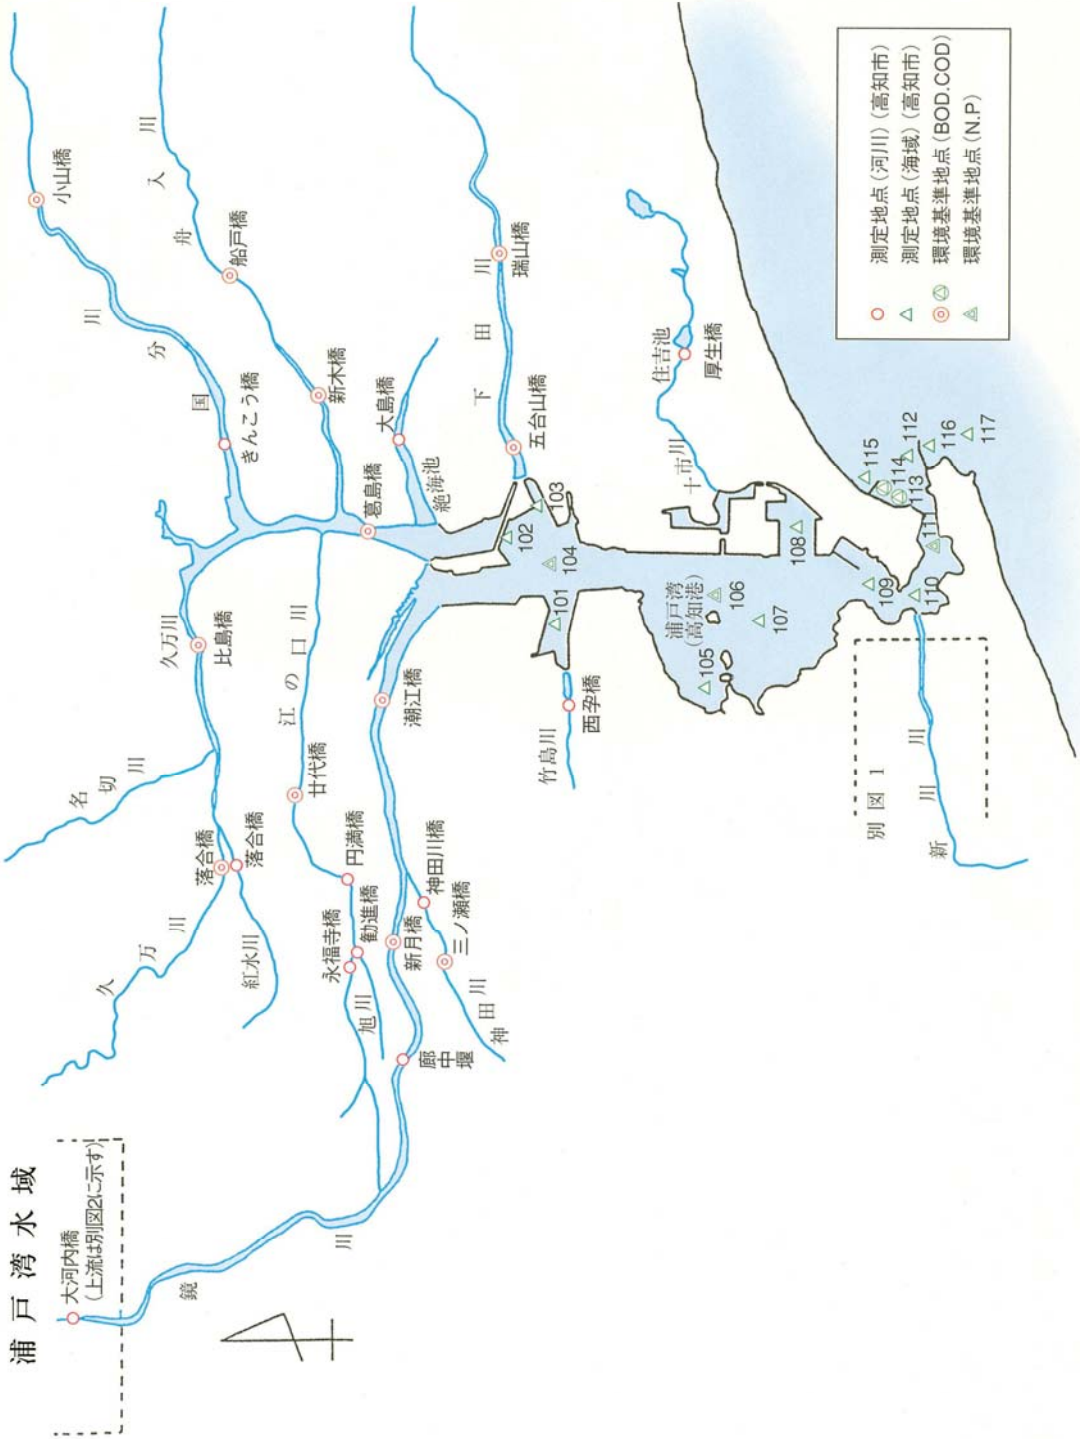 浦戸湾水域
大河内橋
(上流は別図2に示す)
鏡川
廊中堰
久万川
紅水川
落合橋
落合橋
名切川
久万川
比島橋
永福寺橋
勧進橋
旭川
円満橋
廿代橋
江の口川
新月橋
神田川橋
三ノ瀬橋
神田川
潮江橋
国分川
小山橋
きんこう橋
舟入川
船戸橋
新木橋
葛島橋
大島橋
絶海池
下田川
瑞山橋
五台山橋
竹島川
西孕橋
十市川
住吉池
厚生橋
浦戸湾
(高知港)
101
102
103
104
105
106
107
108
109
110
111
112
113
114
115
116
117
別図1
新川川
測定地点(河川)(高知市)
測定地点(海域)(高知市)
環境基準地点(BOD.COD)
環境基準地点(N.P)